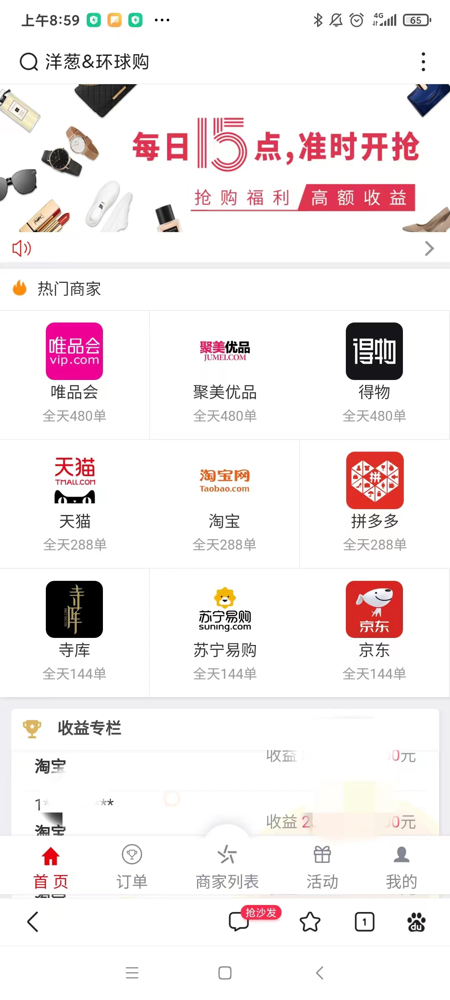 上午8:59
4G
65
洋葱&环球购
每日15点,准时开抢
抢购福利 高额收益
热门商家
唯品会
vip.com
聚美优品
JUMEI.COM
得物
唯品会
聚美优品
得物
全天480单
全天480单
全天480单
天猫
TMALL.COM
淘宝网
Taobao.com
拼
天猫
淘宝
拼多多
全天288单
全天288单
全天288单
寺库
SECOO.COM
苏宁易购
suning.com
京东
寺库
苏宁易购
京东
全天144单
全天144单
全天144单
收益专栏
淘宝
收益 0元
1* ***
淘宝
收益 2 00元
首页
订单
商家列表
活动
我的
抢沙发
1
du